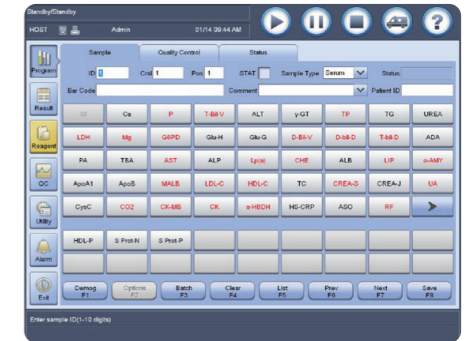 Standby/Standby
HOST Admin 01/14 09:44 AM
Sample Quality Control Status
ID 1 Cnsl 1 Pos 1 STAT Sample Type Serum Status
Bar Code Comment Patient ID
Program
Result
Reagent
QC
Utility
Alarm
Exit
Ca P T-Bil-V ALT γ-GT TP TG UREA
LDH Mg G6PD Glu-H Glu-G D-Bil-V D-bil-D T-bil-D ADA
PA TBA AST ALP Lp(a) CHE ALB LIP α-AMY
ApoA1 ApoB MALB LDL-C HDL-C TC CREA-S CREA-J UA
CysC CO2 CK-MB CK α-HBDH HS-CRP ASO RF
HDL-P S Prot-N S Prot-P
Demog F1 Options F2 Batch F3 Clear F4 List F5 Prev F6 Next F7 Save F8
Enter sample ID(1-10 digits)